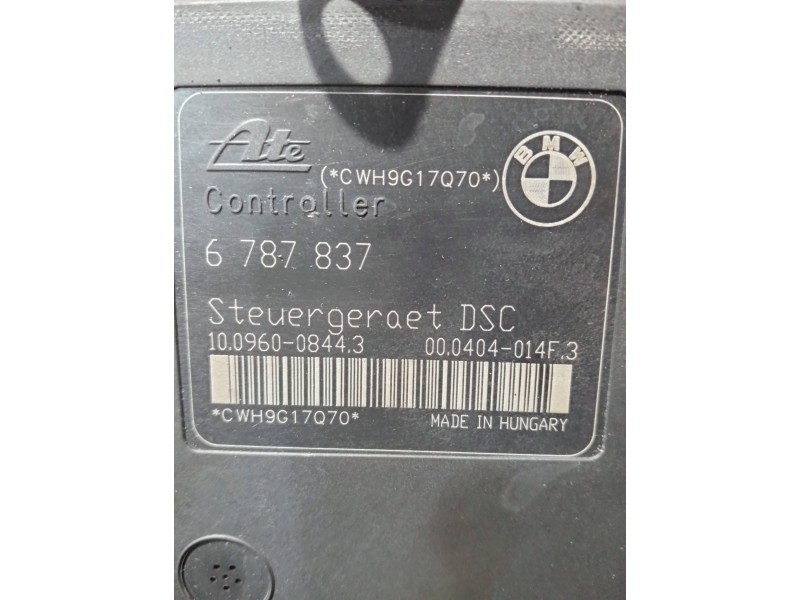 Ate
BMW
(*CWH9G17Q70*)
Controller
6 787 837
Steuergeraet DSC
10.0960-0844.3 00.0404-014F.3
*CWH9G17Q70* MADE IN HUNGARY